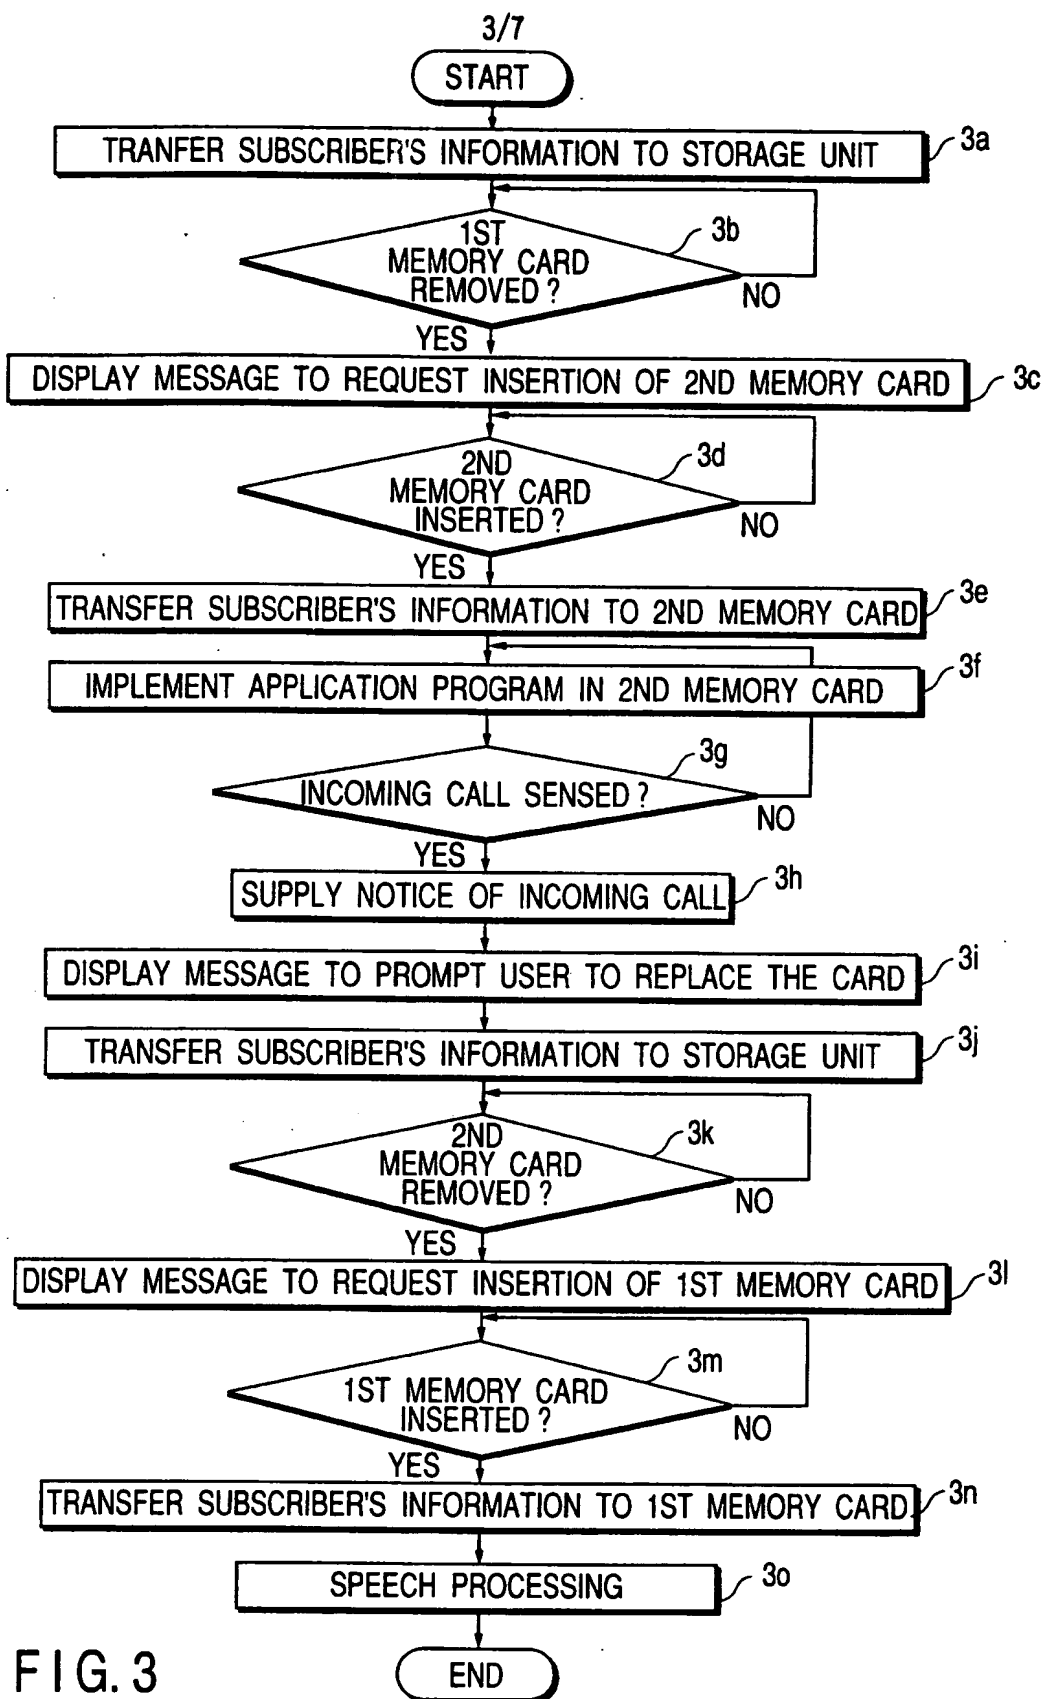 3/7
START
TRANFER SUBSCRIBER'S INFORMATION TO STORAGE UNIT
3a
1ST
MEMORY CARD
REMOVED ?
3b
NO
YES
DISPLAY MESSAGE TO REQUEST INSERTION OF 2ND MEMORY CARD
3c
2ND
MEMORY CARD
INSERTED ?
3d
NO
YES
TRANSFER SUBSCRIBER'S INFORMATION TO 2ND MEMORY CARD
3e
IMPLEMENT APPLICATION PROGRAM IN 2ND MEMORY CARD
3f
INCOMING CALL SENSED ?
3g
NO
YES
SUPPLY NOTICE OF INCOMING CALL
3h
DISPLAY MESSAGE TO PROMPT USER TO REPLACE THE CARD
3i
TRANSFER SUBSCRIBER'S INFORMATION TO STORAGE UNIT
3j
2ND
MEMORY CARD
REMOVED ?
3k
NO
YES
DISPLAY MESSAGE TO REQUEST INSERTION OF 1ST MEMORY CARD
3l
1ST MEMORY CARD
INSERTED ?
3m
NO
YES
TRANSFER SUBSCRIBER'S INFORMATION TO 1ST MEMORY CARD
3n
SPEECH PROCESSING
3o
END
FIG. 3